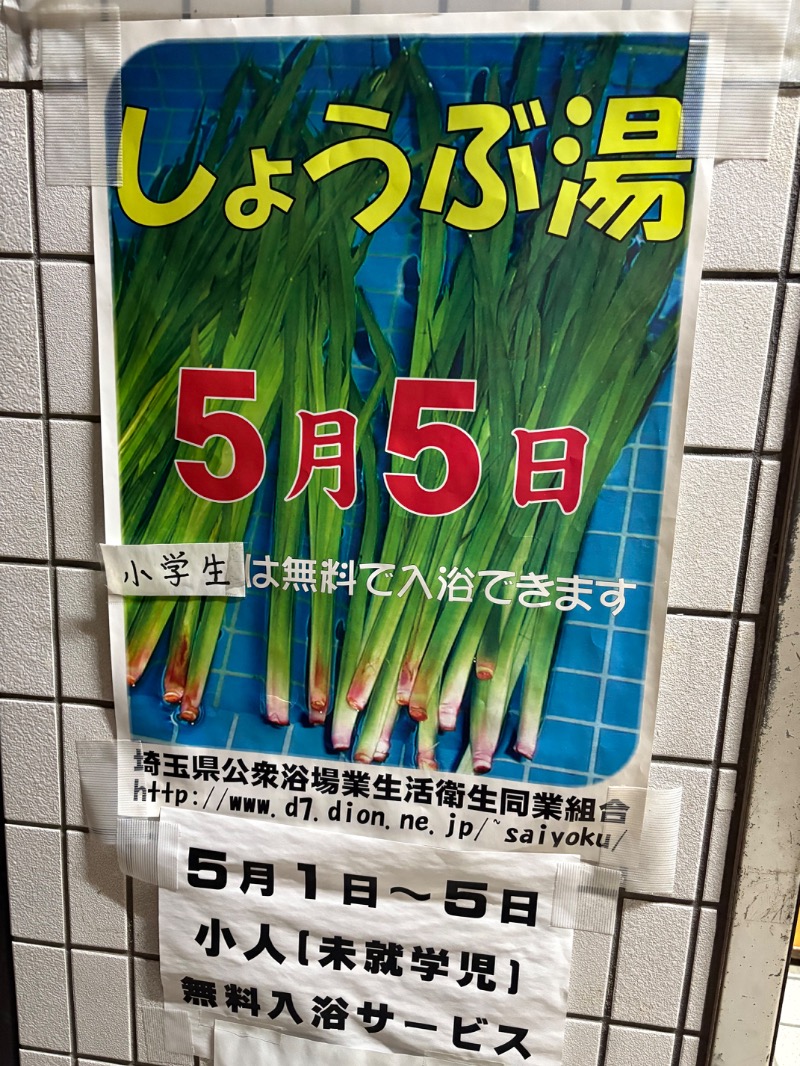 しょうぶ湯
5月5日
小学生は無料で入浴できます
埼玉県公衆浴場業生活衛生同業組合
http://www.d7.dion.ne.jp/~saiyoku/
5月1日～5日
小人[未就学児]
無料入浴サービス